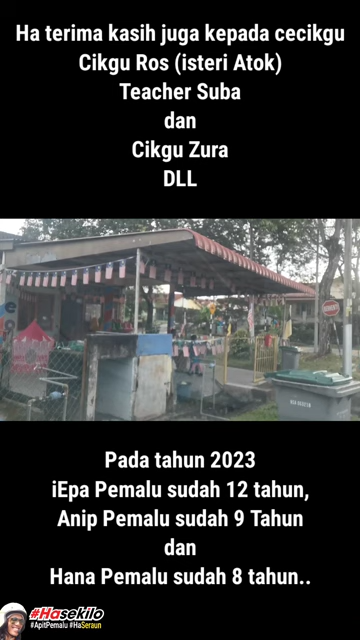 Ha terima kasih juga kepada cecikgu
Cikgu Ros (isteri Atok)
Teacher Suba
dan
Cikgu Zura
DLL
Pada tahun 2023
iEpa Pemalu sudah 12 tahun,
Anip Pemalu sudah 9 Tahun
dan
Hana Pemalu sudah 8 tahun..
#Hasekilo
#ApitPemalu #HaSeraun